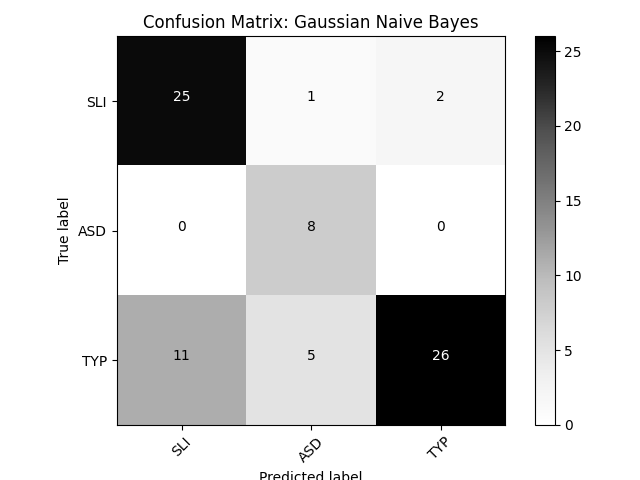 Confusion Matrix: Gaussian Naive Bayes
SLI
25
1
2
ASD
0
8
0
TYP
11
5
26
True label
SLI
ASD
TYP
Predicted label
25
20
15
10
5
0